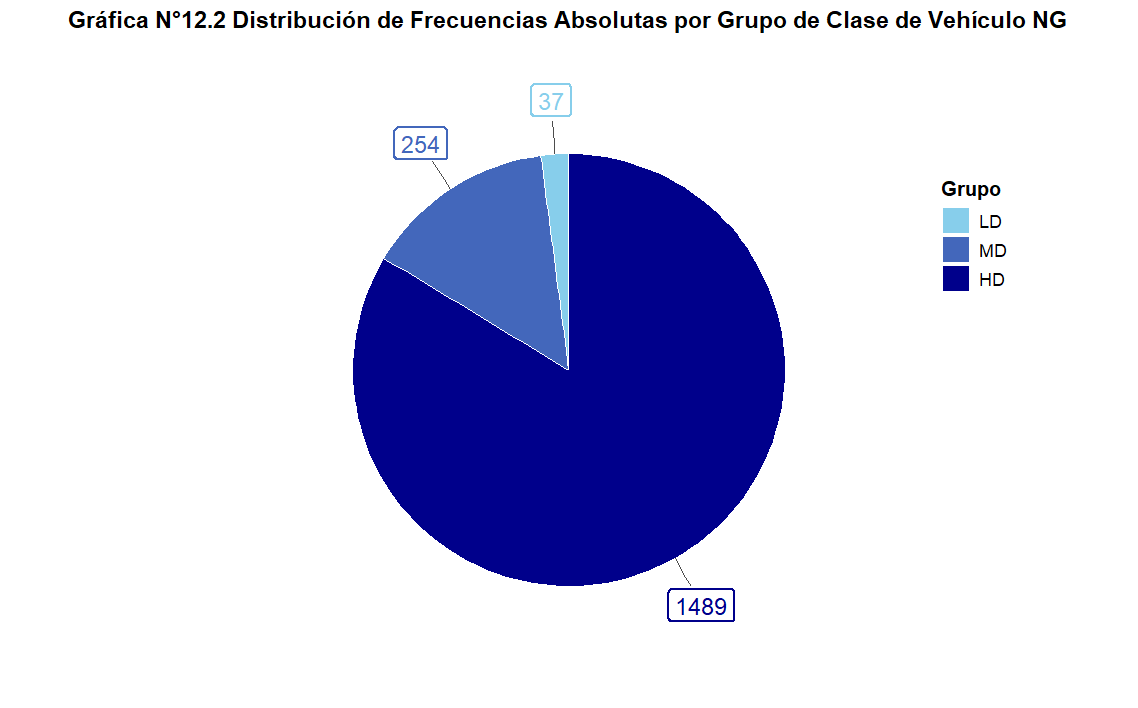 Gráfica N°12.2 Distribución de Frecuencias Absolutas por Grupo de Clase de Vehículo NG
37
254
Grupo
LD
MD
HD
1489